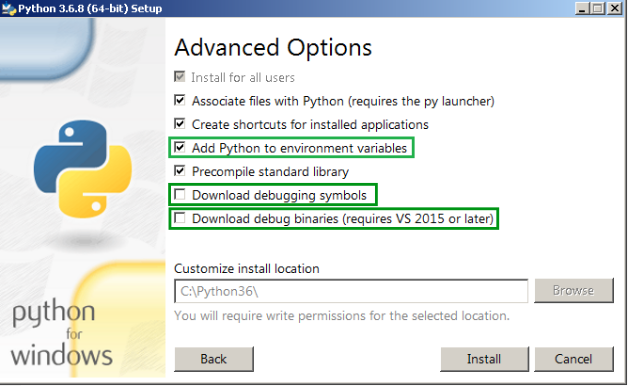 Python 3.6.8 (64-bit) Setup
Advanced Options
Install for all users
Associate files with Python (requires the py launcher)
Create shortcuts for installed applications
Add Python to environment variables
Precompile standard library
Download debugging symbols
Download debug binaries (requires VS 2015 or later)
Customize install location
C:\Python36\
Browse
You will require write permissions for the selected location.
python
for
windows
Back
Install
Cancel